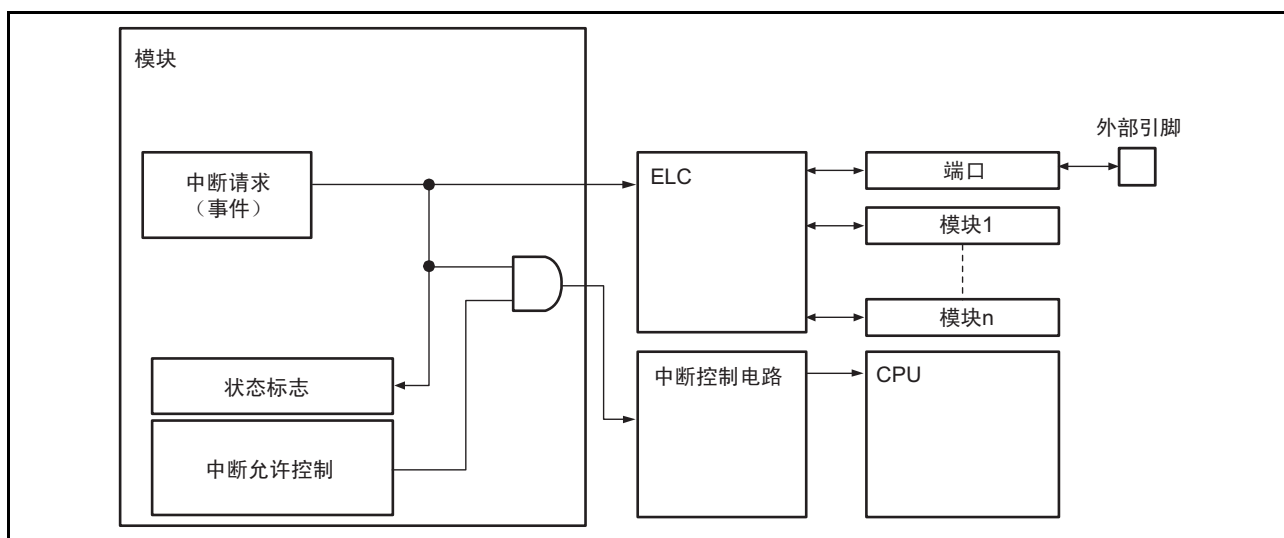 模块
外部引脚
中断请求
（事件）
ELC
端口
模块1
模块n
状态标志
中断允许控制
中断控制电路
CPU